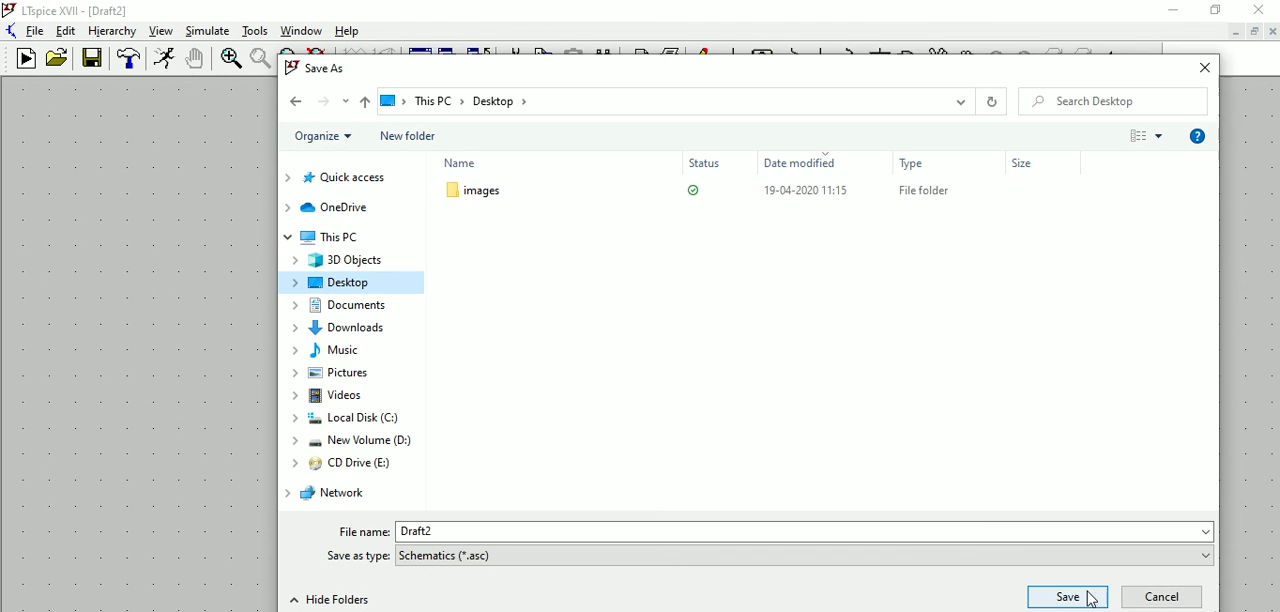 LTspice XVII - [Draft2]
File Edit Hierarchy View Simulate Tools Window Help
Save As
This PC Desktop
Search Desktop
Organize New folder
Name Status Date modified Type Size
images 19-04-2020 11:15 File folder
Quick access
OneDrive
This PC
3D Objects
Desktop
Documents
Downloads
Music
Pictures
Videos
Local Disk (C:)
New Volume (D:)
CD Drive (E:)
Network
File name: Draft2
Save as type: Schematics (*.asc)
Hide Folders Save Cancel